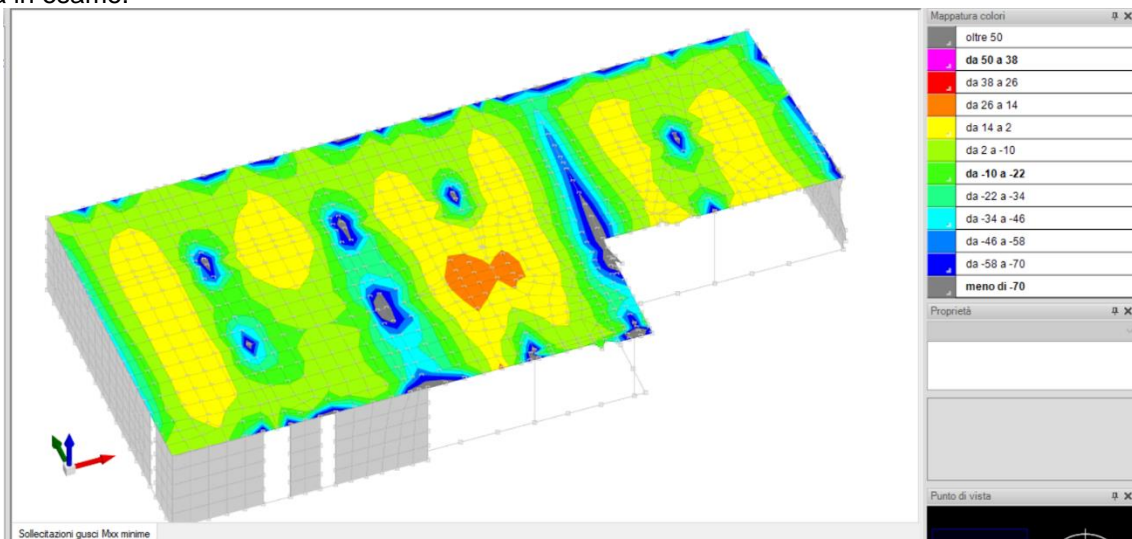 in esame.
Mappatura colori
oltre 50
da 50 a 38
da 38 a 26
da 26 a 14
da 14 a 2
da 2 a -10
da -10 a -22
da -22 a -34
da -34 a -46
da -46 a -58
da -58 a -70
meno di -70
Proprietà
Punto di vista
Sollecitazioni gusci Mxx minime